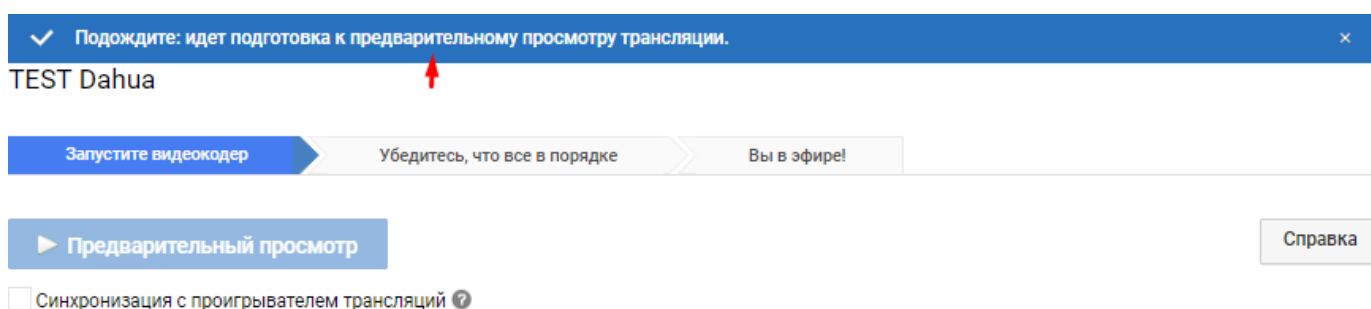 Подождите: идет подготовка к предварительному просмотру трансляции.
TEST Dahua
Запустите видеокодер Убедитесь, что все в порядке Вы в эфире!
Предварительный просмотр Справка
Синхронизация с проигрывателем трансляций